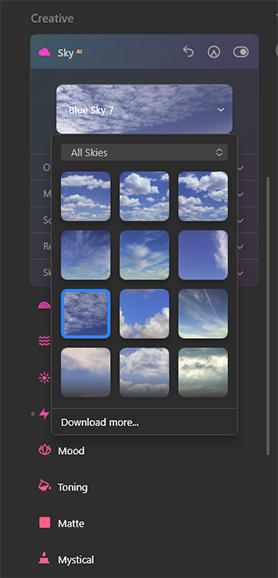 Creative
Sky AI
Blue Sky 7
All Skies
O
M
Sc
Re
Sk
Download more...
Mood
Toning
Matte
Mystical